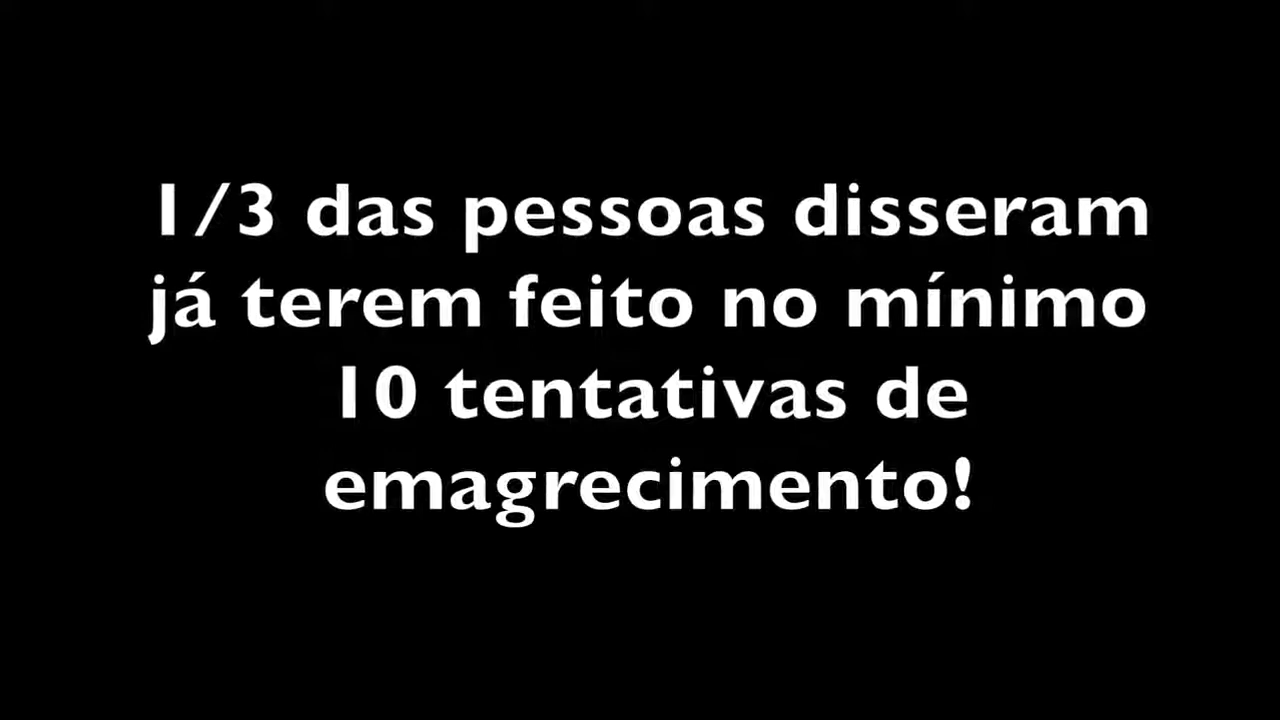 1/3 das pessoas disseram
já terem feito no mínimo
10 tentativas de
emagrecimento!